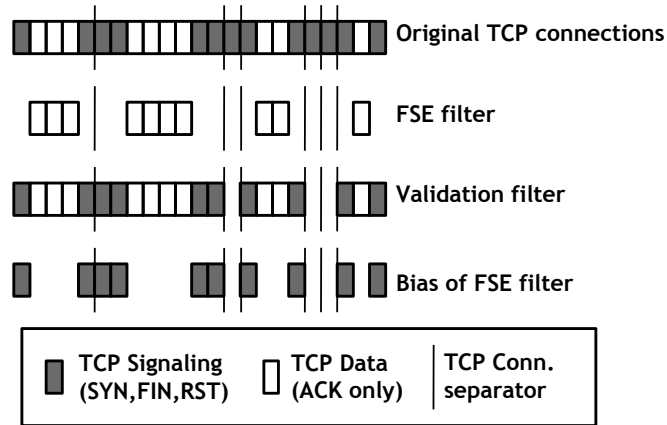 Original TCP connections
FSE filter
Validation filter
Bias of FSE filter
TCP Signaling
(SYN,FIN,RST)
TCP Data
(ACK only)
TCP Conn.
separator